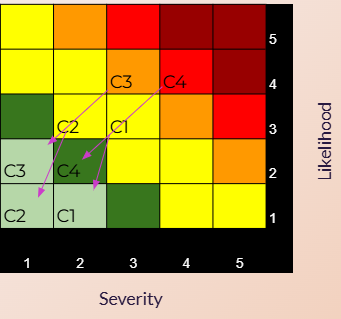 5
C3 C4
4
C2 C1
3
Likelihood
C3 C4
2
C2 C1
1
1 2 3 4 5
Severity